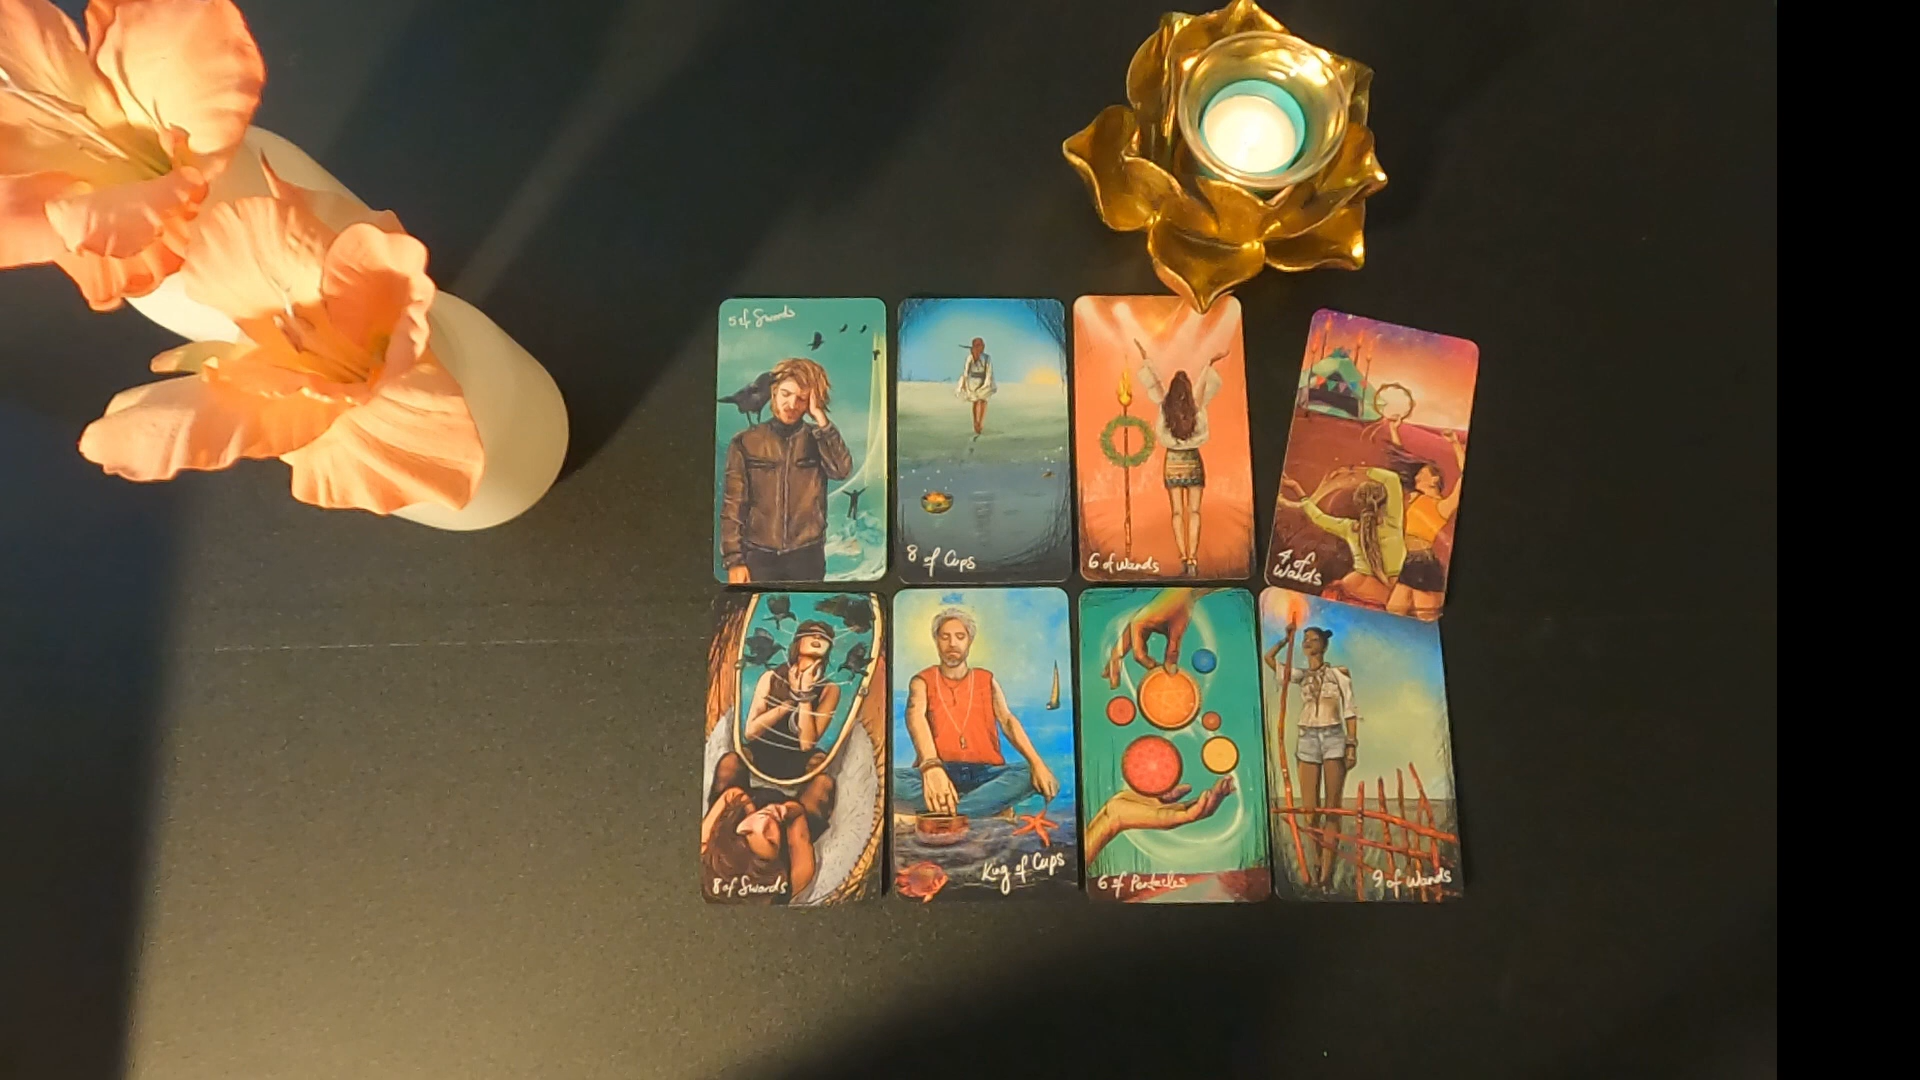 5 of Swords
8 of Cups
6 of Wands
4 of
Wands
8 of Swords
King of Cups
6 of Pentacles
9 of Wands